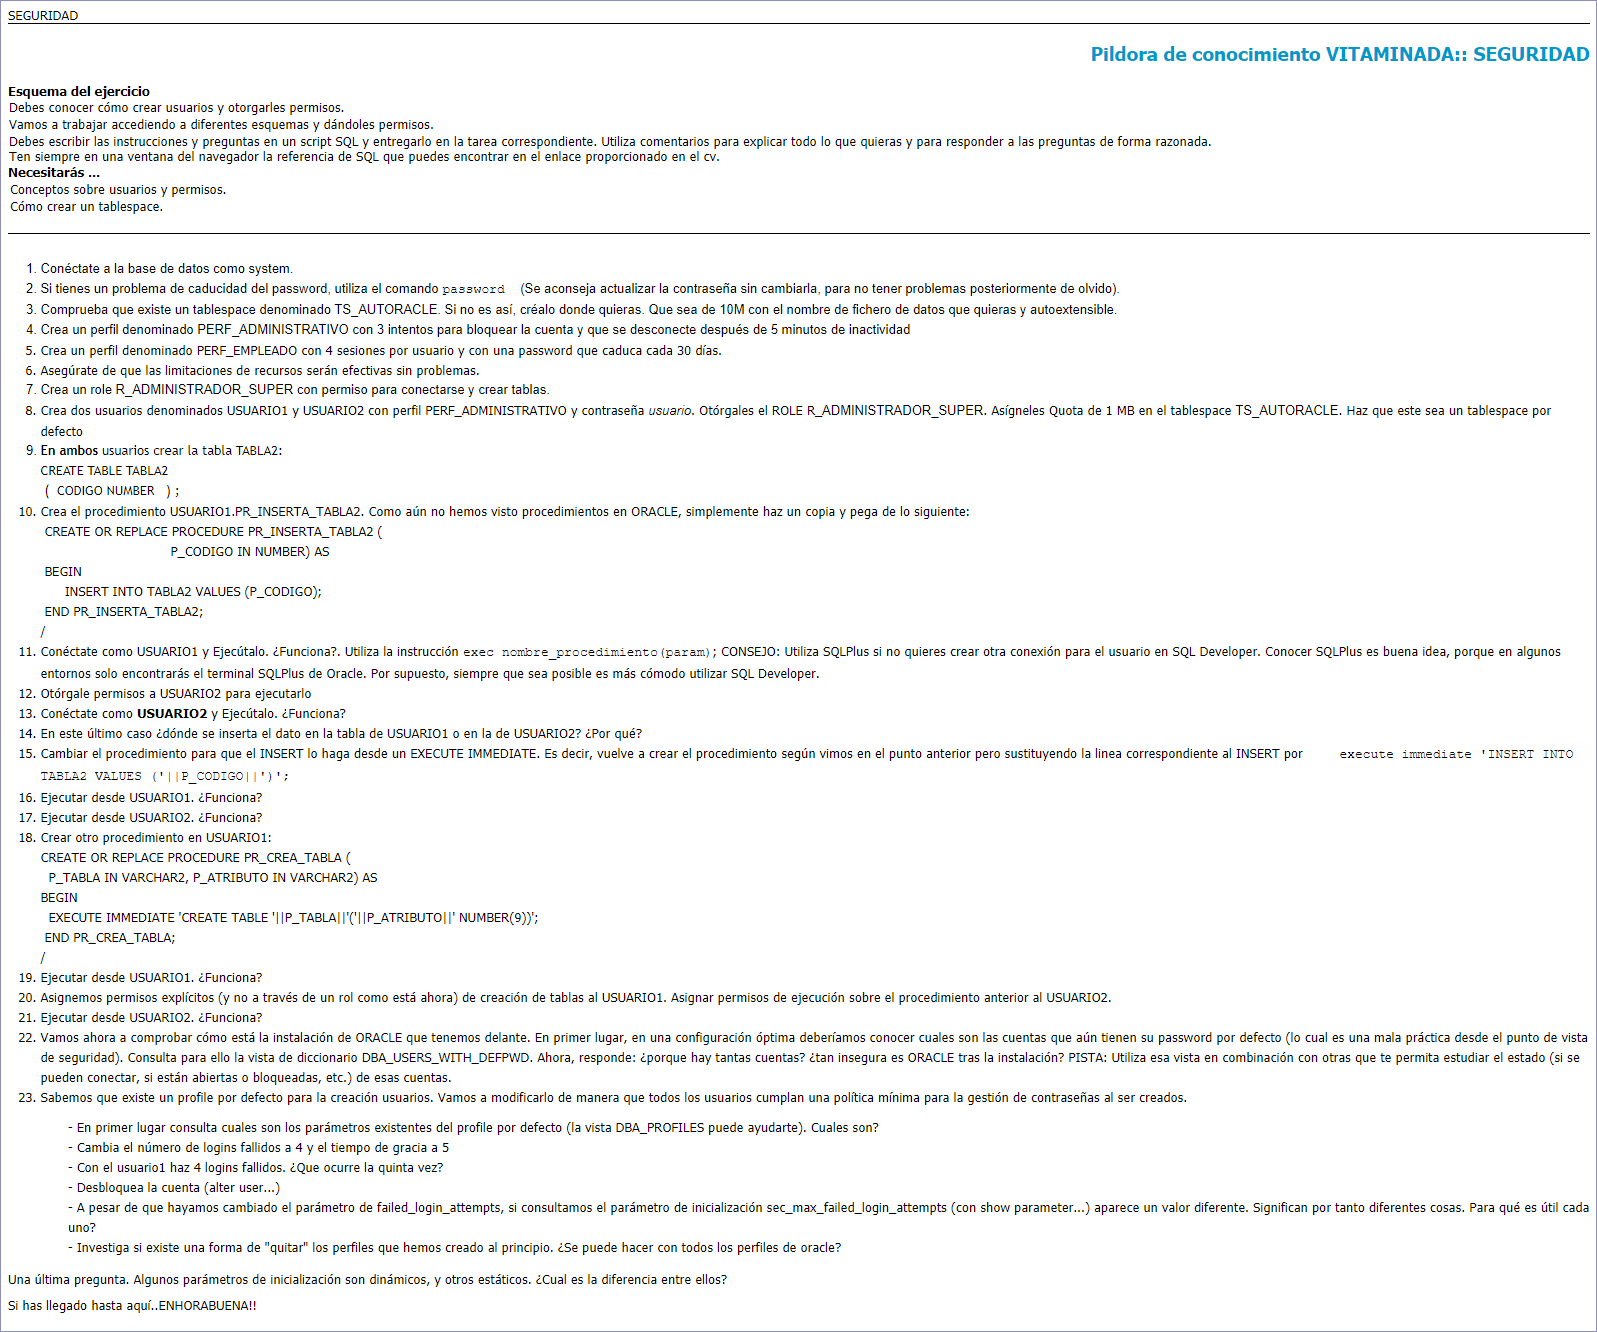 SEGURIDAD
Pildora de conocimiento VITAMINADA:: SEGURIDAD
Esquema del ejercicio
Debes conocer cómo crear usuarios y otorgarles permisos.
Vamos a trabajar accediendo a diferentes esquemas y dándoles permisos.
Debes escribir las instrucciones y preguntas en un script SQL y entregarlo en la tarea correspondiente. Utiliza comentarios para explicar todo lo que quieras y para responder a las preguntas de forma razonada.
Ten siempre en una ventana del navegador la referencia de SQL que puedes encontrar en el enlace proporcionado en el cv.
Necesitarás ...
Conceptos sobre usuarios y permisos.
Cómo crear un tablespace.
1. Conéctate a la base de datos como system.
2. Si tienes un problema de caducidad del password, utiliza el comando password (Se aconseja actualizar la contraseña sin cambiarla, para no tener problemas posteriormente de olvido).
3. Comprueba que existe un tablespace denominado TS_AUTORACLE. Si no es así, créalo donde quieras. Que sea de 10M con el nombre de fichero de datos que quieras y autoextensible.
4. Crea un perfil denominado PERF_ADMINISTRATIVO con 3 intentos para bloquear la cuenta y que se desconecte después de 5 minutos de inactividad
5. Crea un perfil denominado PERF_EMPLEADO con 4 sesiones por usuario y con una password que caduca cada 30 días.
6. Asegúrate de que las limitaciones de recursos serán efectivas sin problemas.
7. Crea un role R_ADMINISTRADOR_SUPER con permiso para conectarse y crear tablas.
8. Crea dos usuarios denominados USUARIO1 y USUARIO2 con perfil PERF_ADMINISTRATIVO y contraseña usuario. Otórgales el ROLE R_ADMINISTRADOR_SUPER. Asígneles Quota de 1 MB en el tablespace TS_AUTORACLE. Haz que este sea un tablespace por
defecto
9. En ambos usuarios crear la tabla TABLA2:
CREATE TABLE TABLA2
( CODIGO NUMBER ) ;
10. Crea el procedimiento USUARIO1.PR_INSERTA_TABLA2. Como aún no hemos visto procedimientos en ORACLE, simplemente haz un copia y pega de lo siguiente:
CREATE OR REPLACE PROCEDURE PR_INSERTA_TABLA2 (
P_CODIGO IN NUMBER) AS
BEGIN
INSERT INTO TABLA2 VALUES (P_CODIGO);
END PR_INSERTA_TABLA2;
/
11. Conéctate como USUARIO1 y Ejecútalo. ¿Funciona?. Utiliza la instrucción exec nombre_procedimiento(param); CONSEJO: Utiliza SQLPlus si no quieres crear otra conexión para el usuario en SQL Developer. Conocer SQLPlus es buena idea, porque en algunos
entornos solo encontrarás el terminal SQLPlus de Oracle. Por supuesto, siempre que sea posible es más cómodo utilizar SQL Developer.
12. Otórgale permisos a USUARIO2 para ejecutarlo
13. Conéctate como USUARIO2 y Ejecútalo. ¿Funciona?
14. En este último caso ¿dónde se inserta el dato en la tabla de USUARIO1 o en la de USUARIO2? ¿Por qué?
15. Cambiar el procedimiento para que el INSERT lo haga desde un EXECUTE IMMEDIATE. Es decir, vuelve a crear el procedimiento según vimos en el punto anterior pero sustituyendo la linea correspondiente al INSERT por execute immediate 'INSERT INTO
TABLA2 VALUES ('||P_CODIGO||')';
16. Ejecutar desde USUARIO1. ¿Funciona?
17. Ejecutar desde USUARIO2. ¿Funciona?
18. Crear otro procedimiento en USUARIO1:
CREATE OR REPLACE PROCEDURE PR_CREA_TABLA (
P_TABLA IN VARCHAR2, P_ATRIBUTO IN VARCHAR2) AS
BEGIN
EXECUTE IMMEDIATE 'CREATE TABLE '||P_TABLA||'('||P_ATRIBUTO||' NUMBER(9))';
END PR_CREA_TABLA;
/
19. Ejecutar desde USUARIO1. ¿Funciona?
20. Asignemos permisos explícitos (y no a través de un rol como está ahora) de creación de tablas al USUARIO1. Asignar permisos de ejecución sobre el procedimiento anterior al USUARIO2.
21. Ejecutar desde USUARIO2. ¿Funciona?
22. Vamos ahora a comprobar cómo está la instalación de ORACLE que tenemos delante. En primer lugar, en una configuración óptima deberíamos conocer cuales son las cuentas que aún tienen su password por defecto (lo cual es una mala práctica desde el punto de vista
de seguridad). Consulta para ello la vista de diccionario DBA_USERS_WITH_DEFPWD. Ahora, responde: ¿porque hay tantas cuentas? ¿tan insegura es ORACLE tras la instalación? PISTA: Utiliza esa vista en combinación con otras que te permita estudiar el estado (si se
pueden conectar, si están abiertas o bloqueadas, etc.) de esas cuentas.
23. Sabemos que existe un profile por defecto para la creación usuarios. Vamos a modificarlo de manera que todos los usuarios cumplan una política mínima para la gestión de contraseñas al ser creados.
- En primer lugar consulta cuales son los parámetros existentes del profile por defecto (la vista DBA_PROFILES puede ayudarte). Cuales son?
- Cambia el número de logins fallidos a 4 y el tiempo de gracia a 5
- Con el usuario1 haz 4 logins fallidos. ¿Que ocurre la quinta vez?
- Desbloquea la cuenta (alter user...)
- A pesar de que hayamos cambiado el parámetro de failed_login_attempts, si consultamos el parámetro de inicialización sec_max_failed_login_attempts (con show parameter...) aparece un valor diferente. Significan por tanto diferentes cosas. Para qué es útil cada
uno?
- Investiga si existe una forma de "quitar" los perfiles que hemos creado al principio. ¿Se puede hacer con todos los perfiles de oracle?
Una última pregunta. Algunos parámetros de inicialización son dinámicos, y otros estáticos. ¿Cual es la diferencia entre ellos?
Si has llegado hasta aquí..ENHORABUENA!!